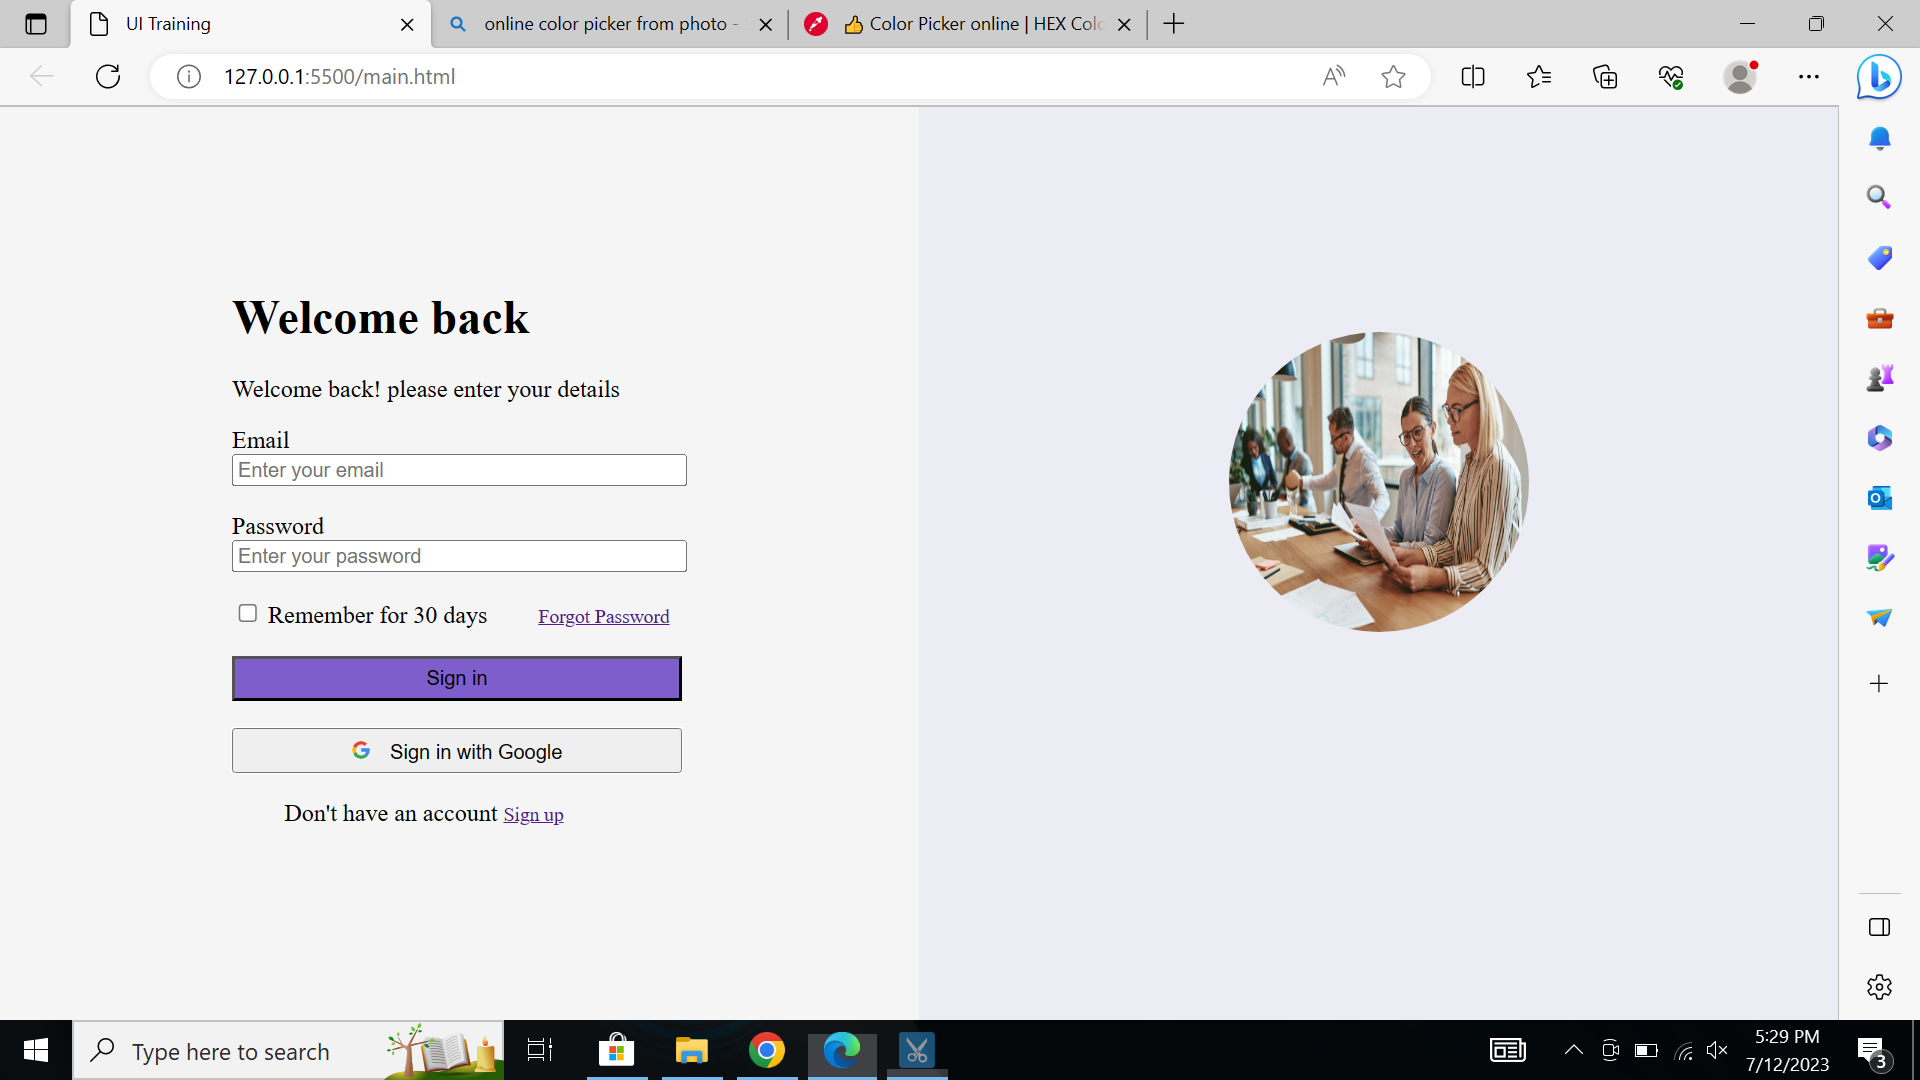 UI Training
online color picker from photo -
👍 Color Picker online | HEX Colo
127.0.0.1:5500/main.html
Welcome back
Welcome back! please enter your details
Email
Enter your email
Password
Enter your password
Remember for 30 days
Forgot Password
Sign in
Sign in with Google
Don't have an account Sign up
Type here to search
5:29 PM
7/12/2023
3